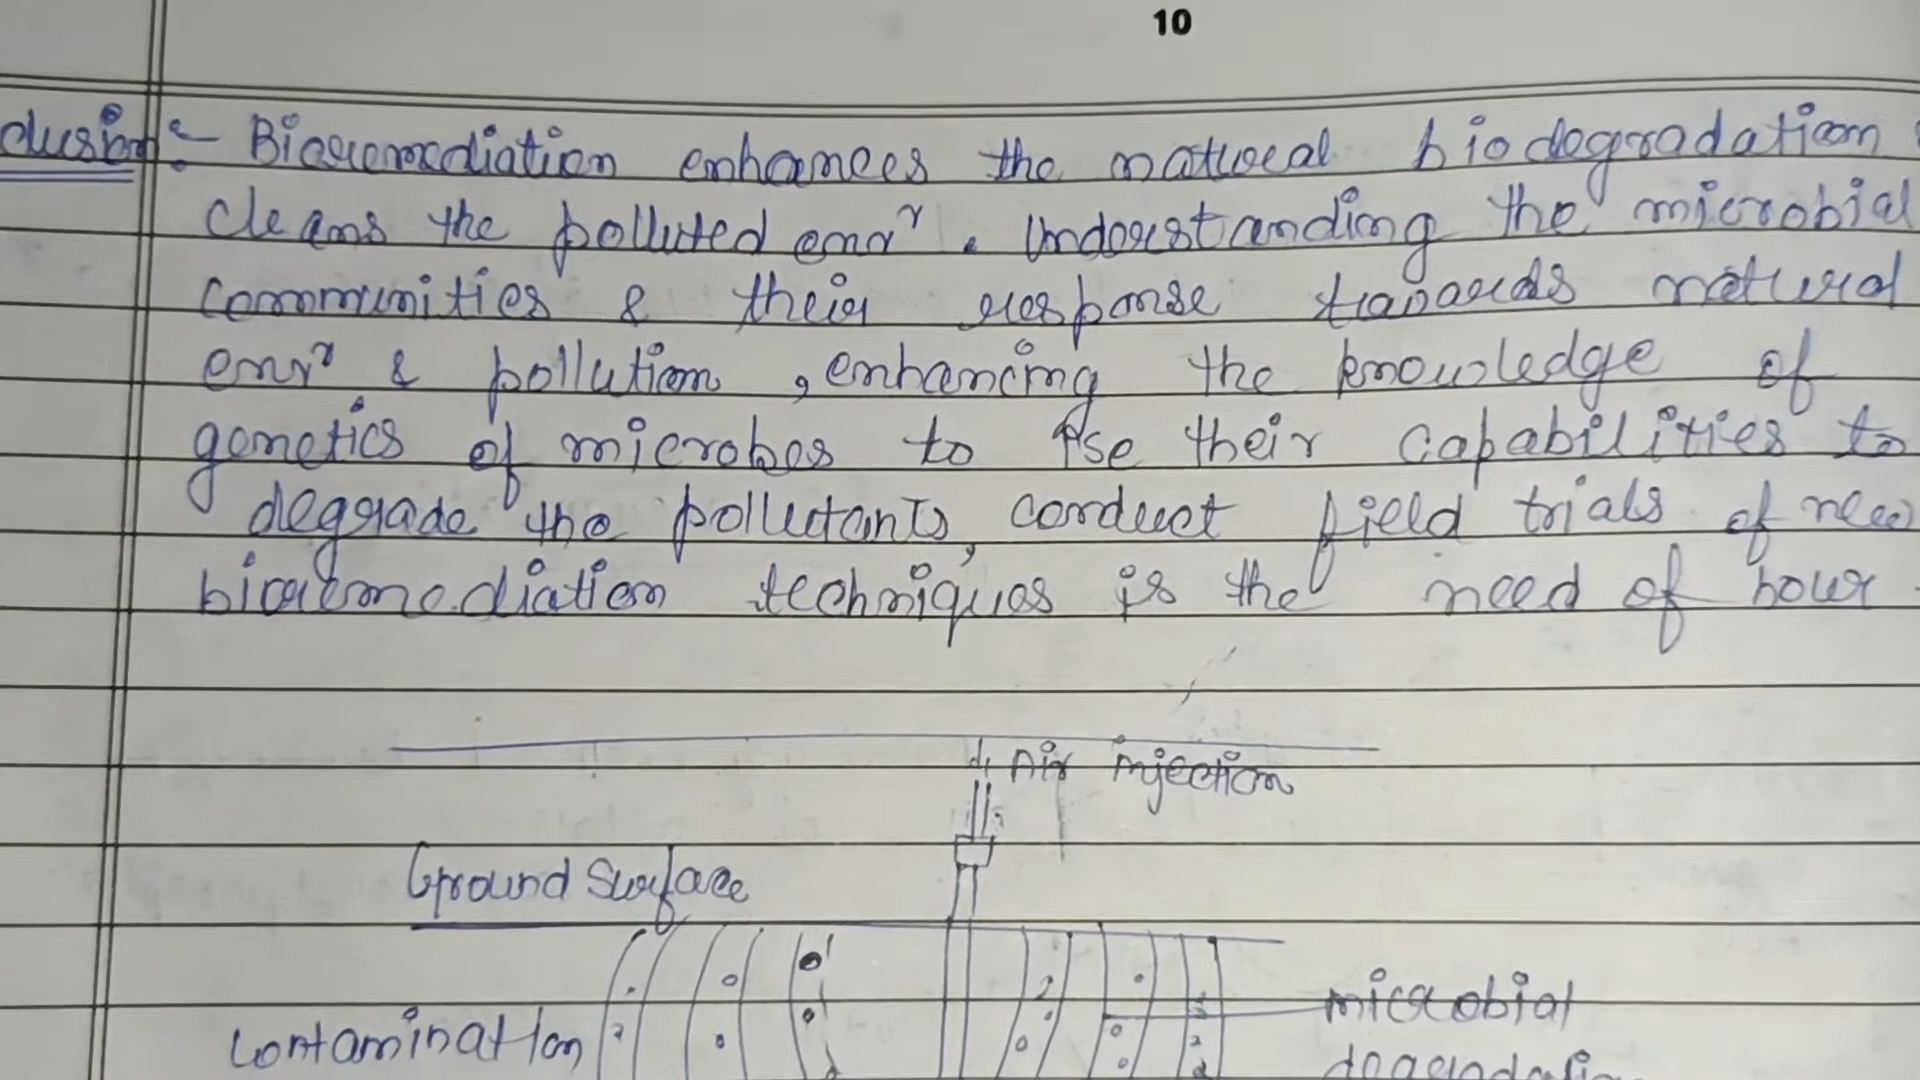 10
clusion :- Bioremediation enhances the natural biodegradation
cleans the polluted envr. Understanding the microbial
communities & their response towards natural
envr & pollution, enhancing the knowledge of
genetics of microbes to use their capabilities to
degrade the pollutants, conduct field trials of new
bioremediation techniques is the need of hour
Air injection
Ground Surface
contamination
microbial
degradation